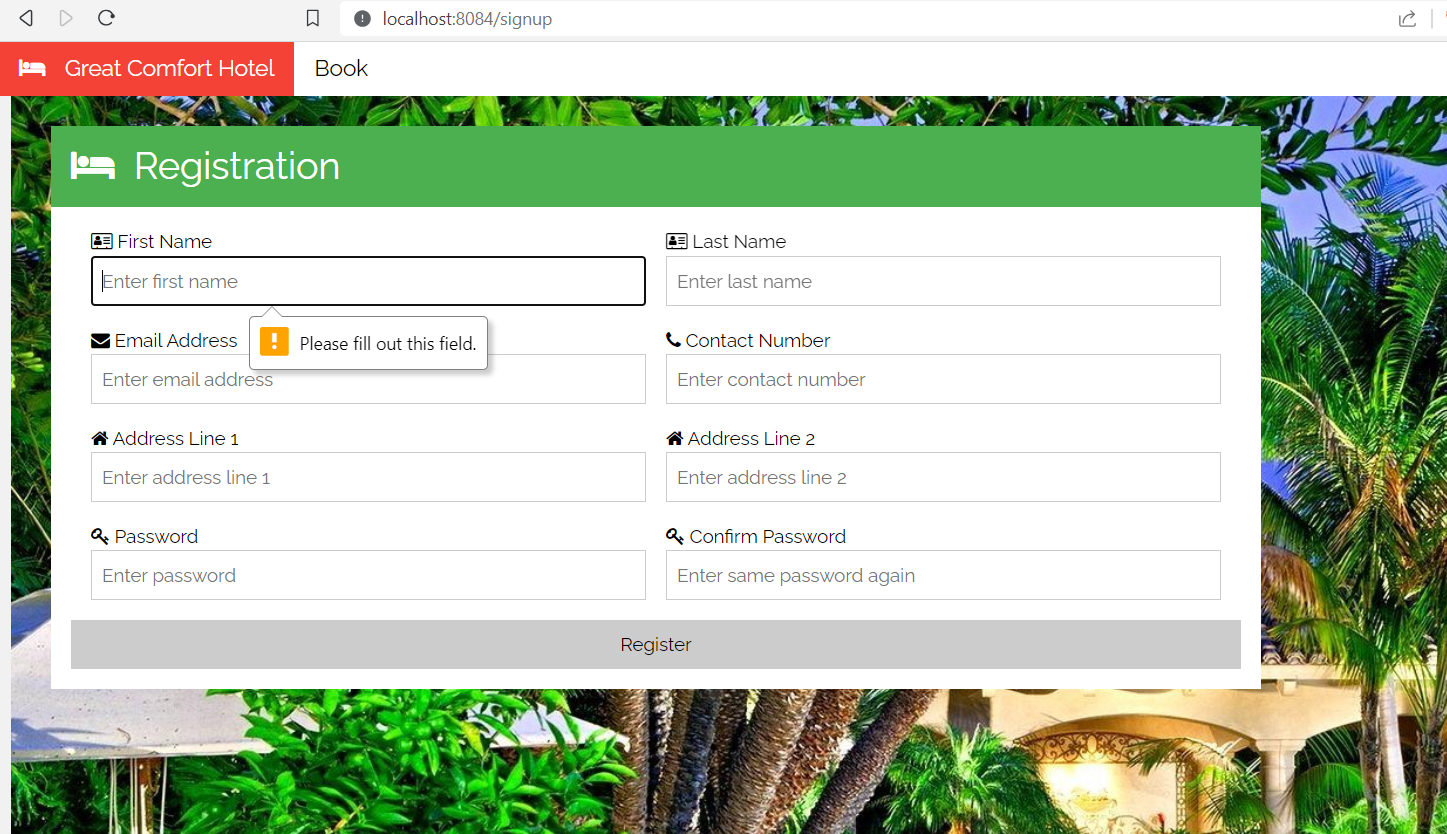 localhost:8084/signup
Great Comfort Hotel Book
Registration
First Name Last Name
Enter first name Enter last name
Email Address Please fill out this field. Contact Number
Enter email address Enter contact number
Address Line 1 Address Line 2
Enter address line 1 Enter address line 2
Password Confirm Password
Enter password Enter same password again
Register